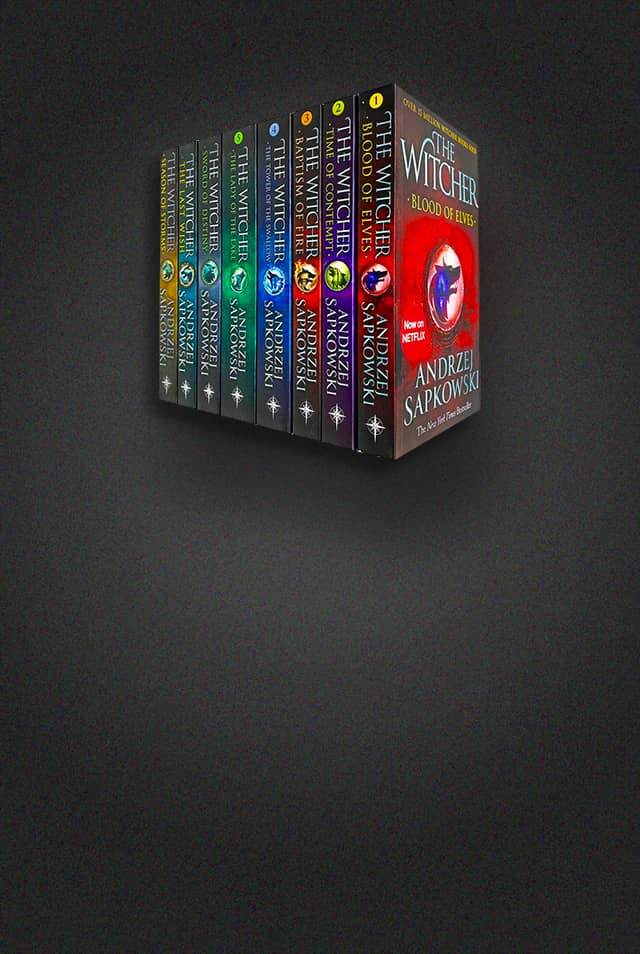 THE WITCHER
SEASON OF STORMS
ANDRZEJ
SAPKOWSKI
THE WITCHER
THE LAST WISH
ANDRZEJ
SAPKOWSKI
THE WITCHER
SWORD OF DESTINY
ANDRZEJ
SAPKOWSKI
5
THE WITCHER
· THE LADY OF THE LAKE ·
ANDRZEJ
SAPKOWSKI
4
THE WITCHER
· THE TOWER OF THE SWALLOW ·
ANDRZEJ
SAPKOWSKI
3
THE WITCHER
· BAPTISM OF FIRE ·
ANDRZEJ
SAPKOWSKI
2
THE WITCHER
· TIME OF CONTEMPT ·
ANDRZEJ
SAPKOWSKI
1
THE WITCHER
· BLOOD OF ELVES ·
ANDRZEJ
SAPKOWSKI
OVER 15 MILLION WITCHER BOOKS SOLD
THE
WITCHER
· BLOOD OF ELVES ·
Now on
NETFLIX
ANDRZEJ
SAPKOWSKI
The New York Times Bestseller